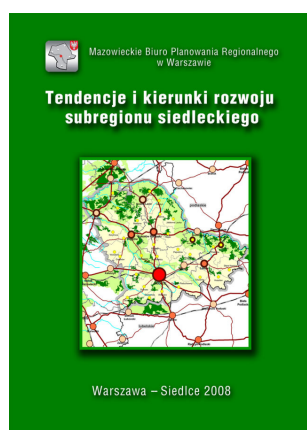 Mazowieckie Biuro Planowania Regionalnego
w Warszawie
Tendencje i kierunki rozwoju
subregionu siedleckiego
Warszawa – Siedlce 2008